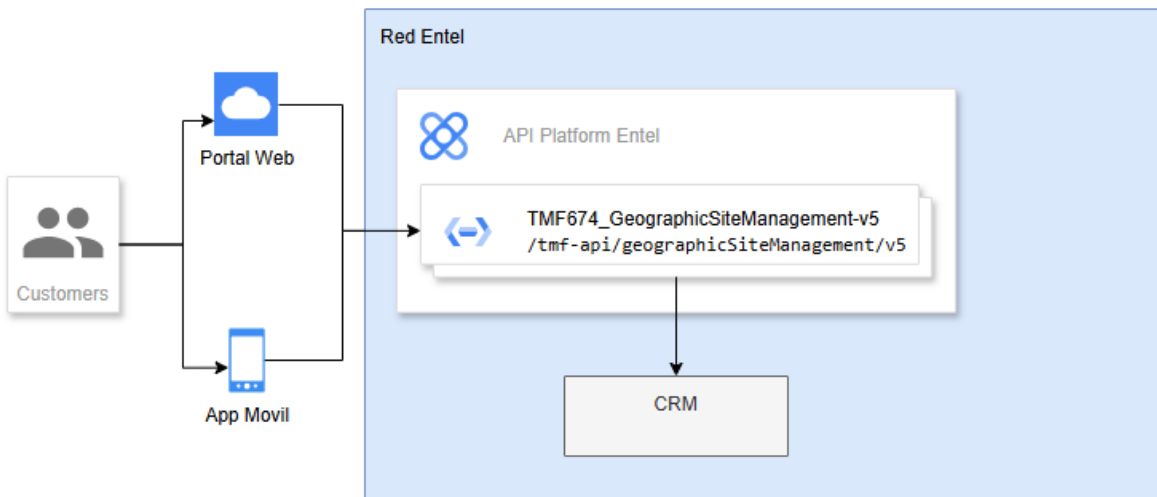 Red Entel
API Platform Entel
Portal Web
TMF674_GeographicSiteManagement-v5
/tmf-api/geographicSiteManagement/v5
Customers
App Movil
CRM